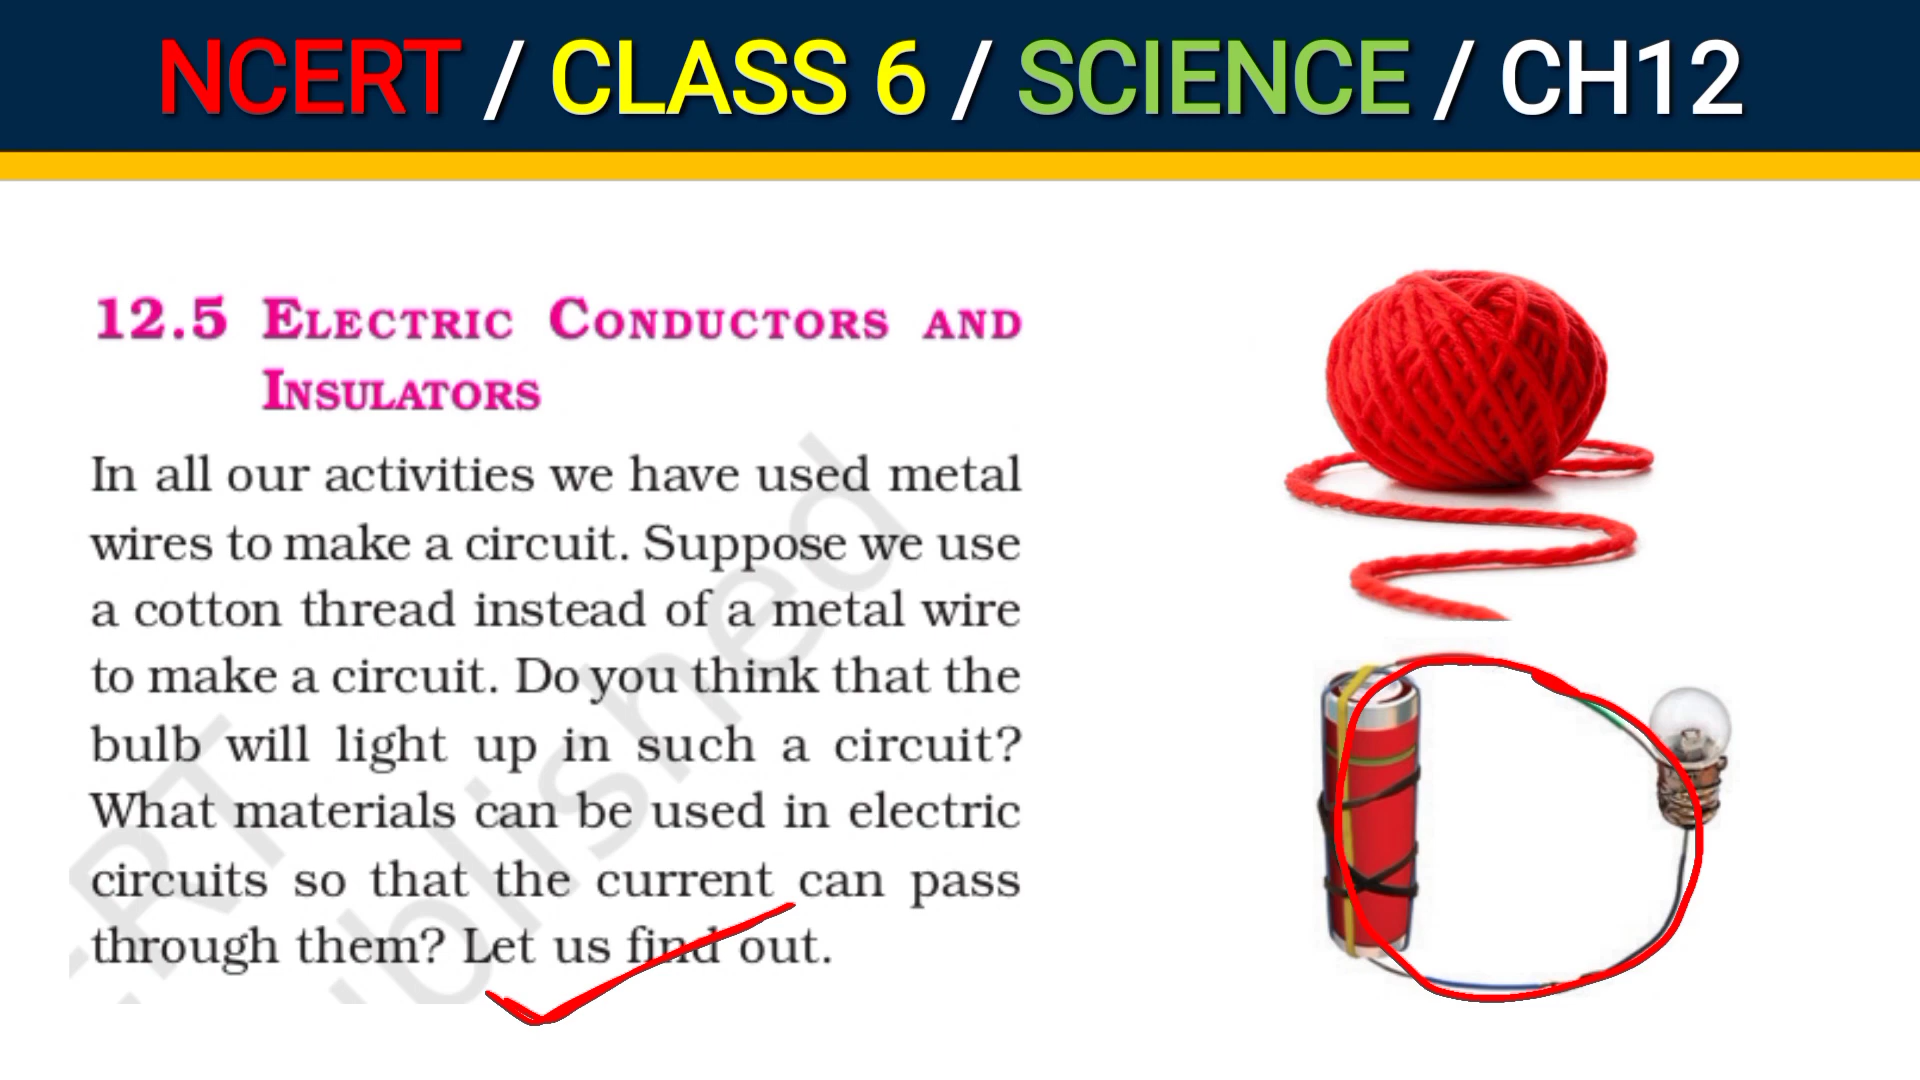 NCERT / CLASS 6 / SCIENCE / CH12
12.5 ELECTRIC CONDUCTORS AND
INSULATORS
In all our activities we have used metal
wires to make a circuit. Suppose we use
a cotton thread instead of a metal wire
to make a circuit. Do you think that the
bulb will light up in such a circuit?
What materials can be used in electric
circuits so that the current can pass
through them? Let us find out.